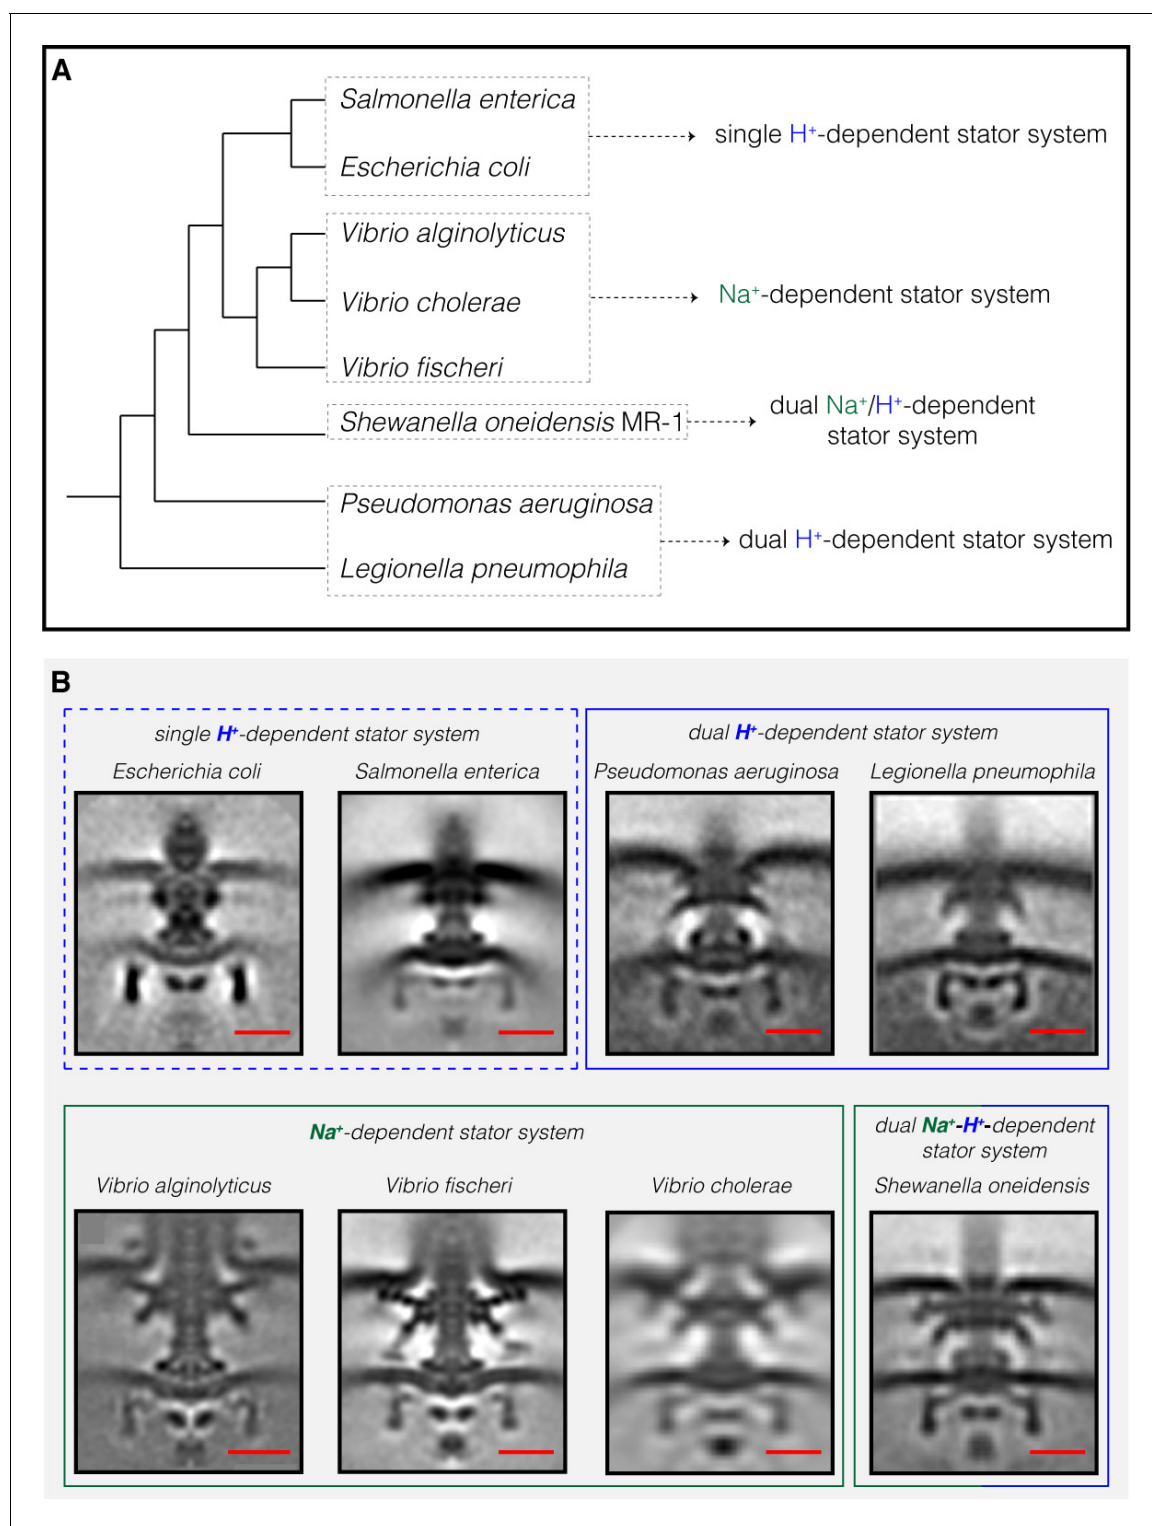 A
Salmonella enterica
Escherichia coli
single H⁺-dependent stator system
Vibrio alginolyticus
Vibrio cholerae
Vibrio fischeri
Na⁺-dependent stator system
Shewanella oneidensis MR-1
dual Na⁺/H⁺-dependent
stator system
Pseudomonas aeruginosa
Legionella pneumophila
dual H⁺-dependent stator system
B
single H⁺-dependent stator system
Escherichia coli
Salmonella enterica
dual H⁺-dependent stator system
Pseudomonas aeruginosa
Legionella pneumophila
Na⁺-dependent stator system
Vibrio alginolyticus
Vibrio fischeri
Vibrio cholerae
dual Na⁺-H⁺-dependent
stator system
Shewanella oneidensis